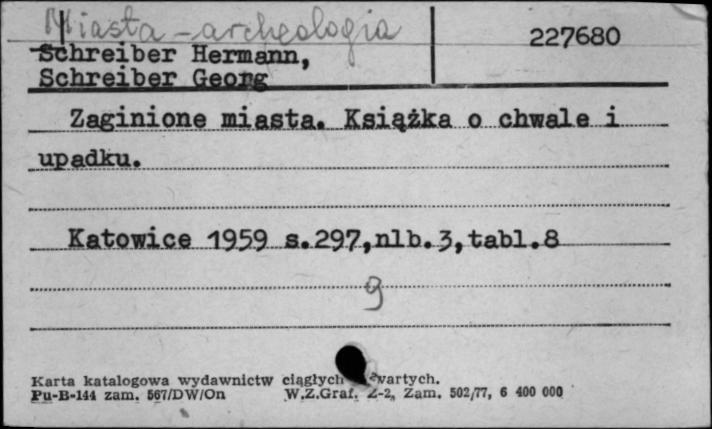 Miasta - archeologia
227680
Schreiber Hermann,
Schreiber Georg
Zaginione miasta. Książka o chwale i
upadku.
Katowice 1959 s.297,nlb.3,tabl.8
g
Karta katalogowa wydawnictw ciągłych
Pu-B-144 zam. 567/DW/On W.Z.Graf. Z-2, Zam. 502/77, 6 400 000